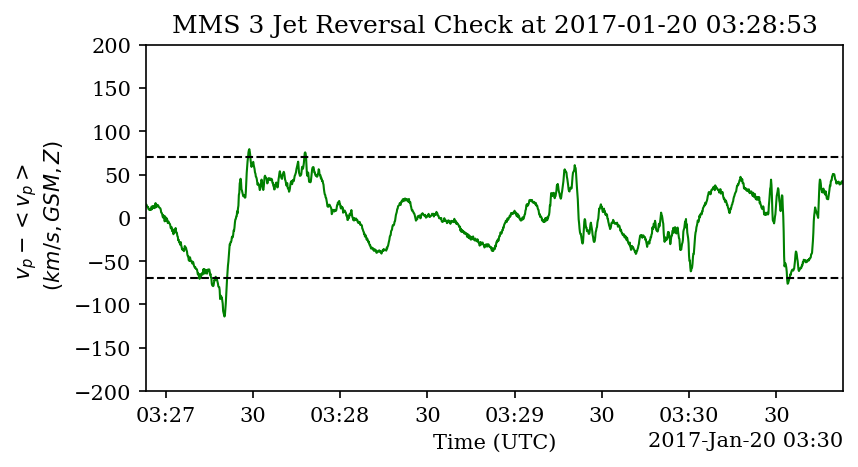 MMS 3 Jet Reversal Check at 2017-01-20 03:28:53
200
150
100
50
0
−50
−100
−150
−200
v_p − < v_p >
(km/s, GSM, Z)
03:27 30 03:28 30 03:29 30 03:30 30
Time (UTC)
2017-Jan-20 03:30